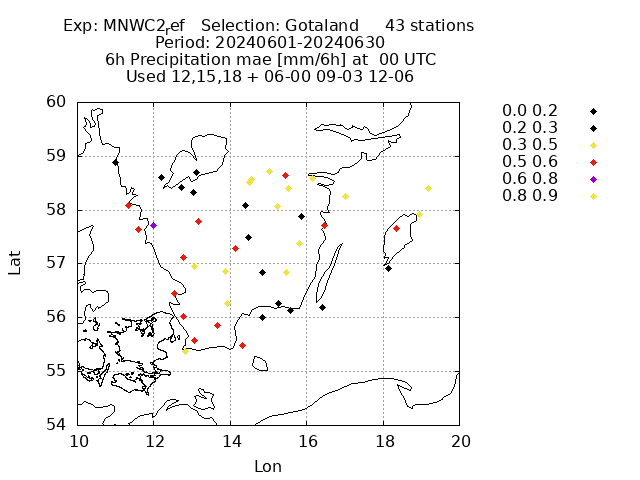 Exp: MNWC2ref   Selection: Gotaland     43 stations
Period: 20240601-20240630
6h Precipitation mae [mm/6h] at  00 UTC
Used 12,15,18 + 06-00 09-03 12-06
0.0 0.2
0.2 0.3
0.3 0.5
0.5 0.6
0.6 0.8
0.8 0.9
60
59
58
57
56
55
54
Lat
10 12 14 16 18 20
Lon